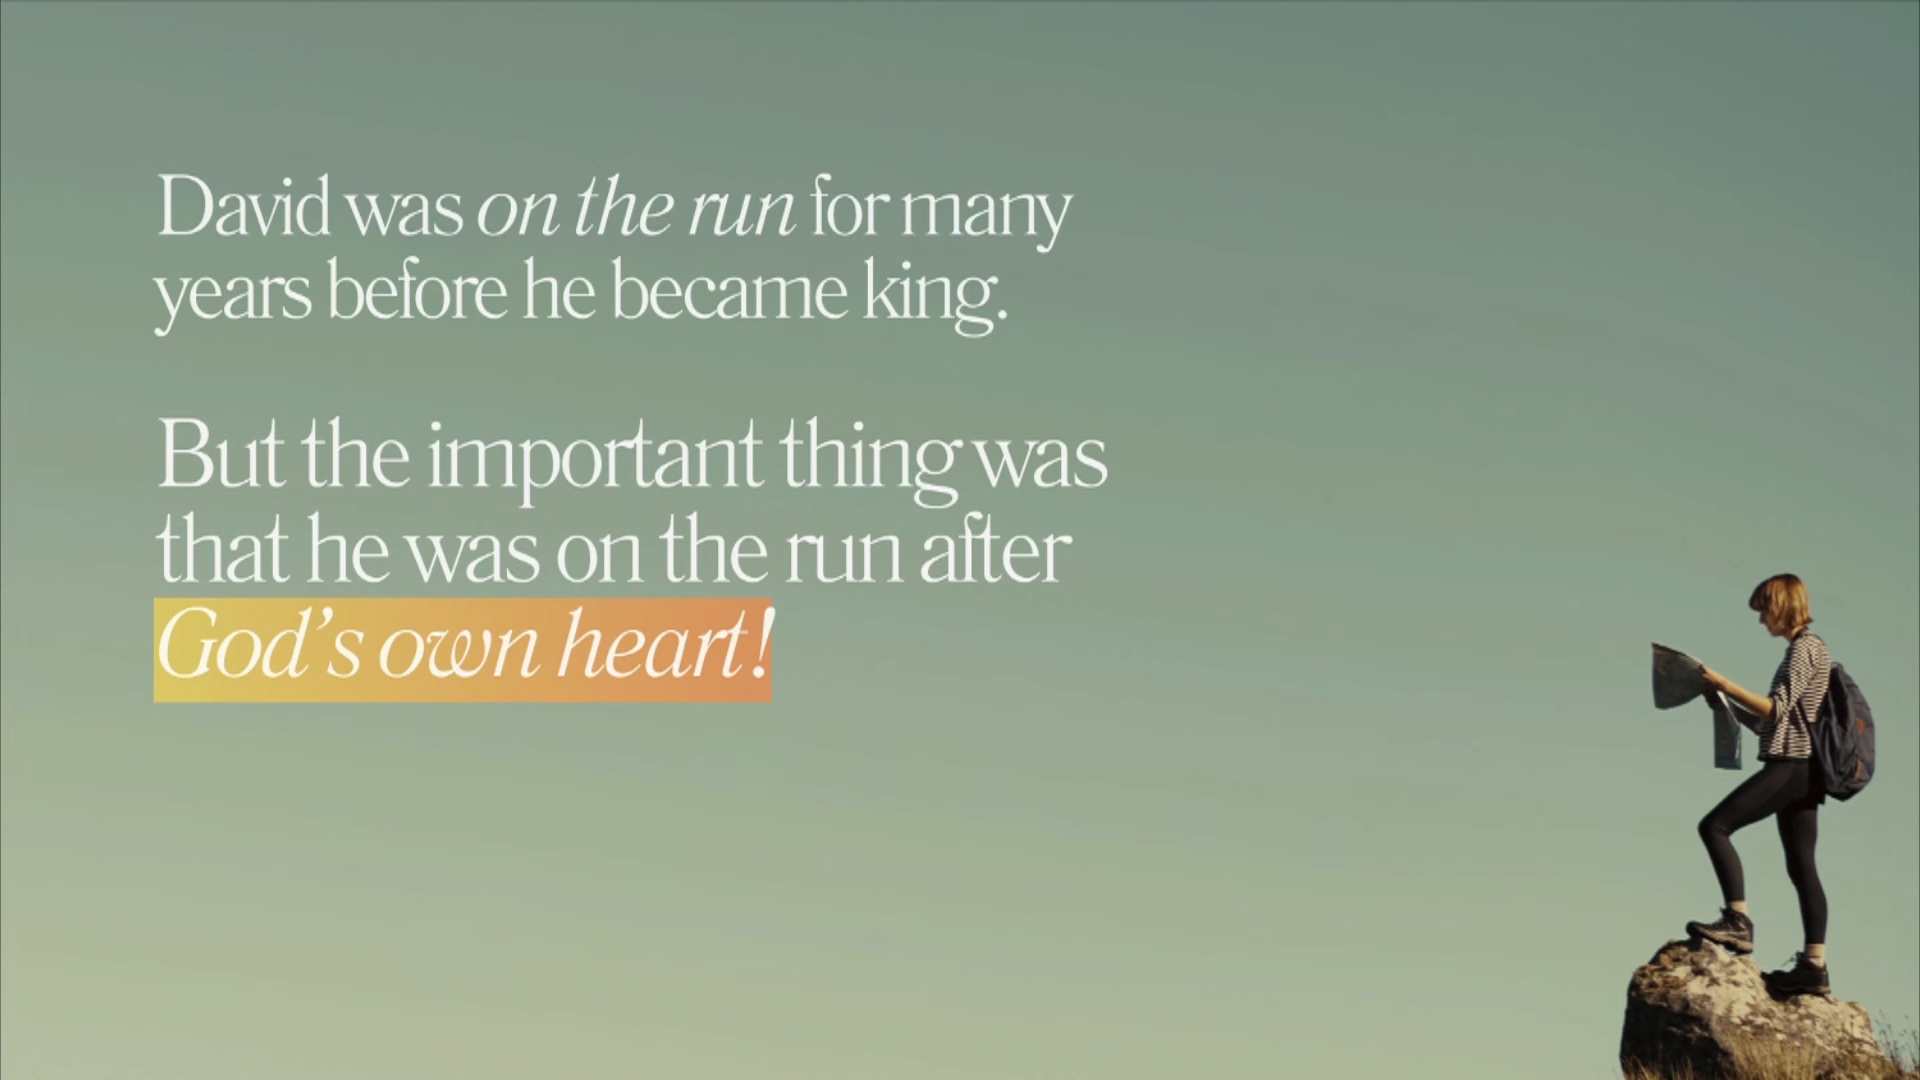 David was on the run for many
years before he became king.
But the important thing was
that he was on the run after
God’s own heart!